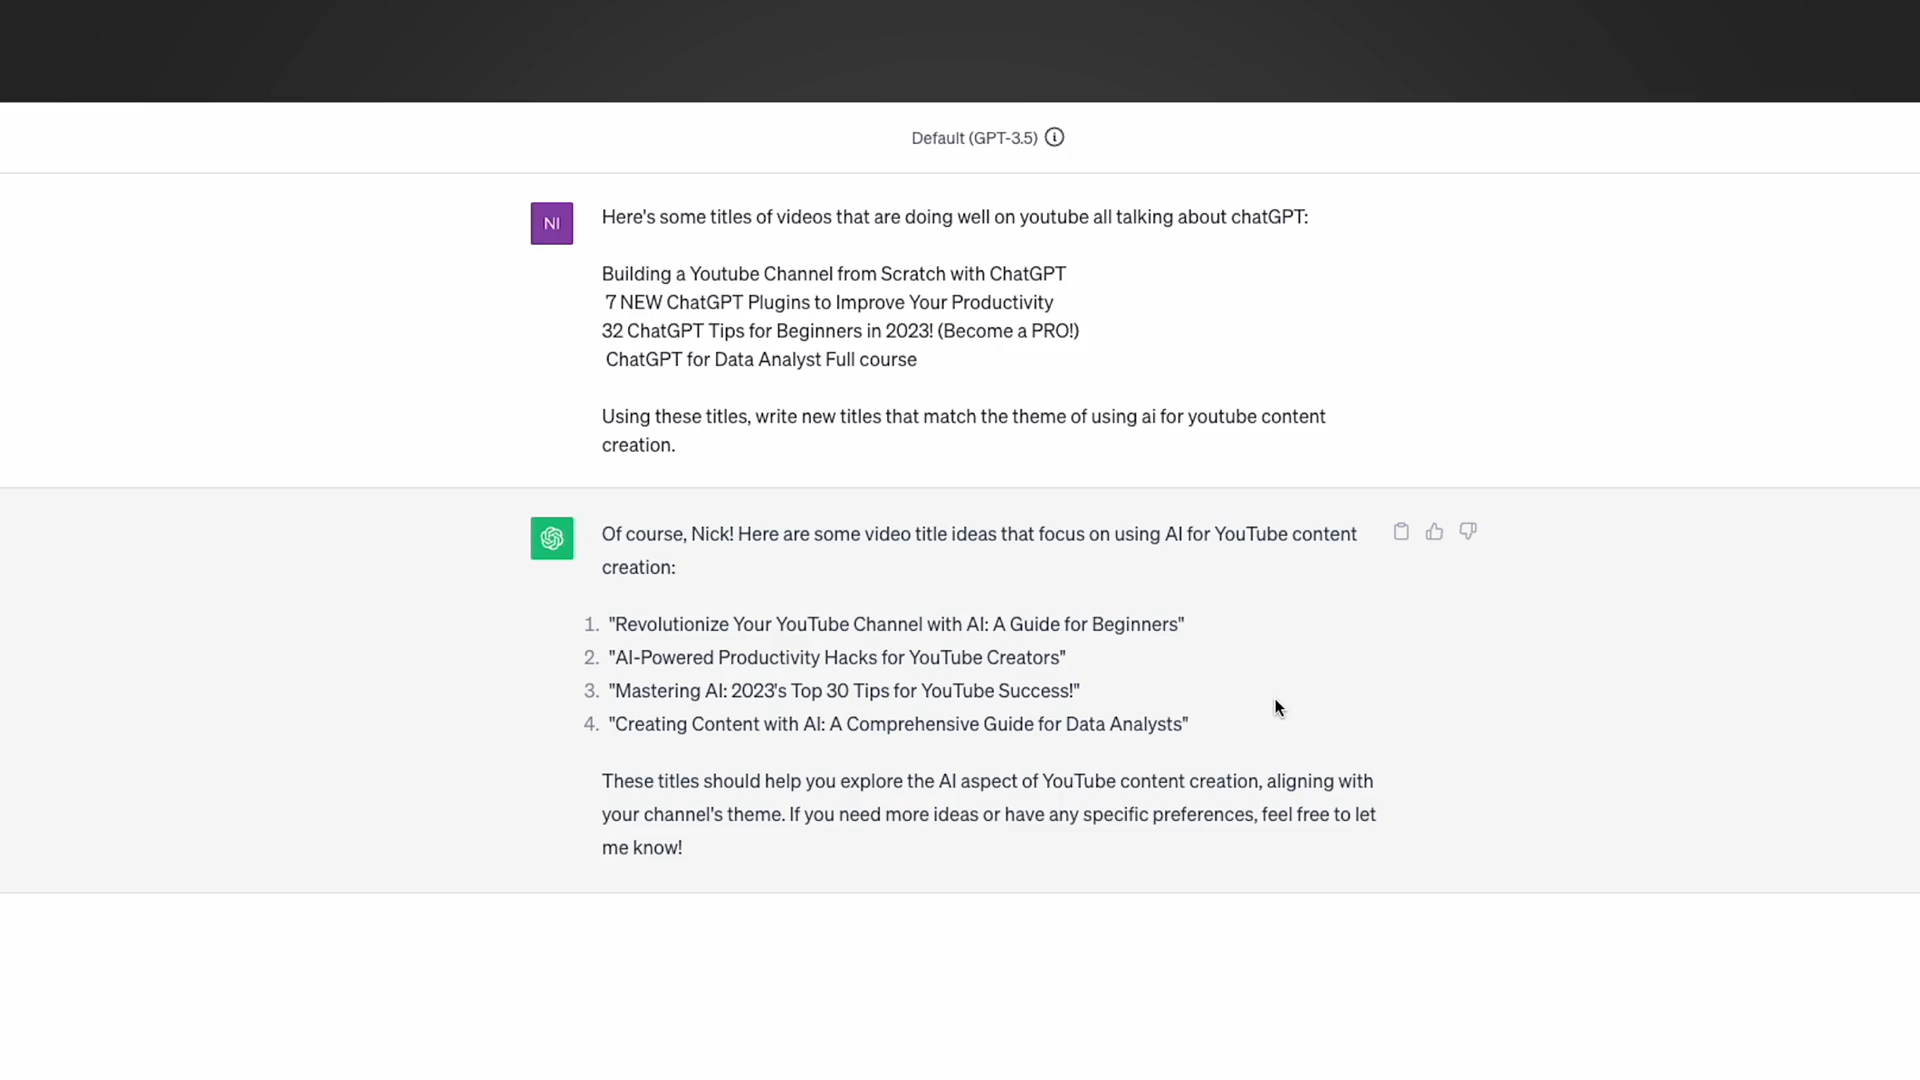 Default (GPT-3.5)
NI
Here's some titles of videos that are doing well on youtube all talking about chatGPT:
Building a Youtube Channel from Scratch with ChatGPT
7 NEW ChatGPT Plugins to Improve Your Productivity
32 ChatGPT Tips for Beginners in 2023! (Become a PRO!)
ChatGPT for Data Analyst Full course
Using these titles, write new titles that match the theme of using ai for youtube content
creation.
Of course, Nick! Here are some video title ideas that focus on using AI for YouTube content
creation:
1. "Revolutionize Your YouTube Channel with AI: A Guide for Beginners"
2. "AI-Powered Productivity Hacks for YouTube Creators"
3. "Mastering AI: 2023's Top 30 Tips for YouTube Success!"
4. "Creating Content with AI: A Comprehensive Guide for Data Analysts"
These titles should help you explore the AI aspect of YouTube content creation, aligning with
your channel's theme. If you need more ideas or have any specific preferences, feel free to let
me know!